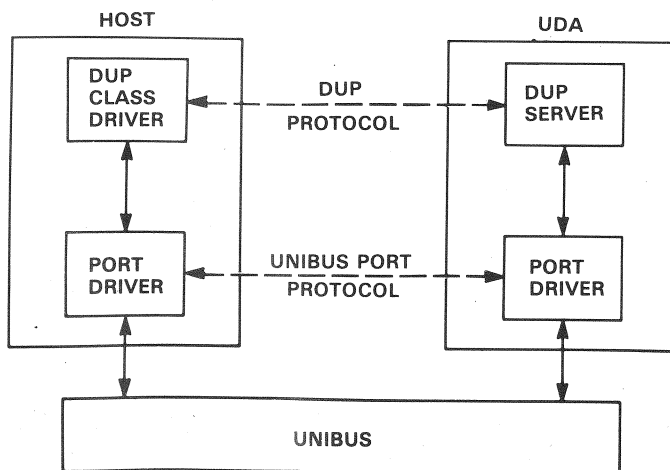 HOST
UDA
DUP
CLASS
DRIVER
DUP
PROTOCOL
DUP
SERVER
PORT
DRIVER
UNIBUS PORT
PROTOCOL
PORT
DRIVER
UNIBUS